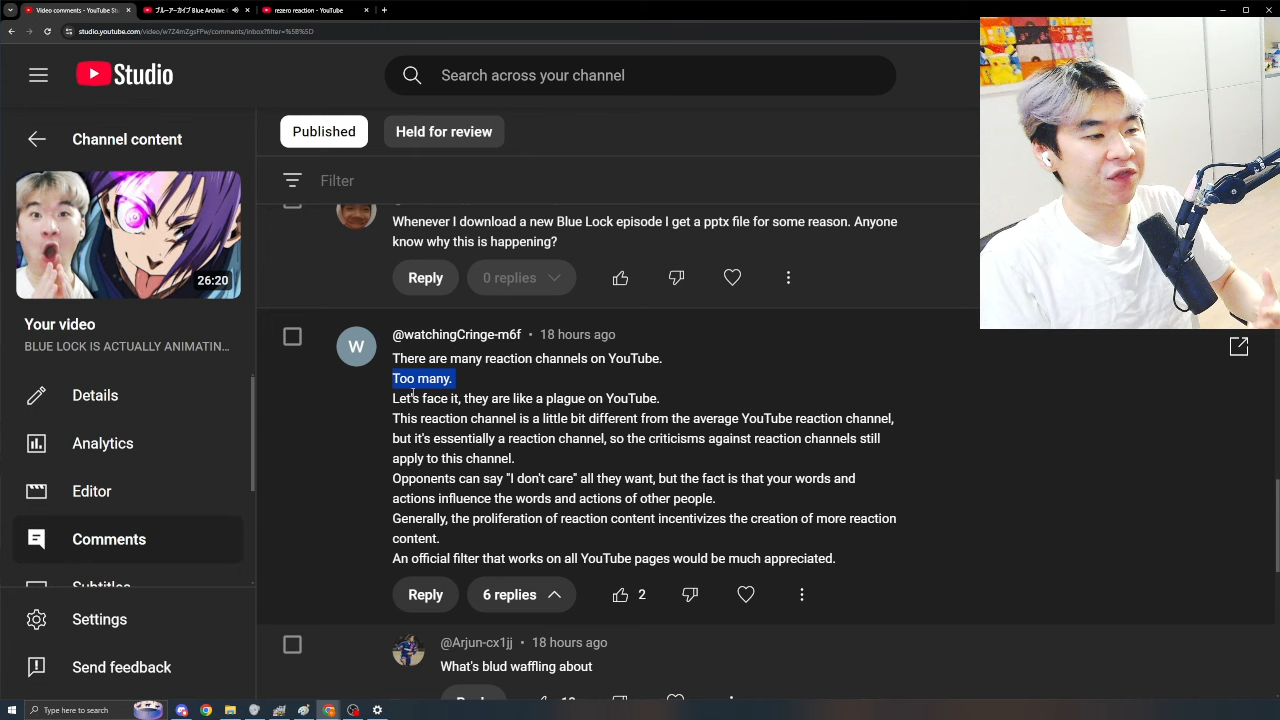 Video comments - YouTube Stu
ブルーアーカイブ Blue Archive
rezero reaction - YouTube
studio.youtube.com/video/w7Z4mZgsFPw/comments/inbox?filter=%5B%5D
Studio
Search across your channel
Channel content
26:20
Your video
BLUE LOCK IS ACTUALLY ANIMATIN...
Details
Analytics
Editor
Comments
Subtitles
Settings
Send feedback
Published
Held for review
Filter
Whenever I download a new Blue Lock episode I get a pptx file for some reason. Anyone
know why this is happening?
Reply
0 replies
W
@watchingCringe-m6f • 18 hours ago
There are many reaction channels on YouTube.
Too many.
Let's face it, they are like a plague on YouTube.
This reaction channel is a little bit different from the average YouTube reaction channel,
but it's essentially a reaction channel, so the criticisms against reaction channels still
apply to this channel.
Opponents can say "I don't care" all they want, but the fact is that your words and
actions influence the words and actions of other people.
Generally, the proliferation of reaction content incentivizes the creation of more reaction
content.
An official filter that works on all YouTube pages would be much appreciated.
Reply
6 replies
2
@Arjun-cx1jj • 18 hours ago
What's blud waffling about
Type here to search